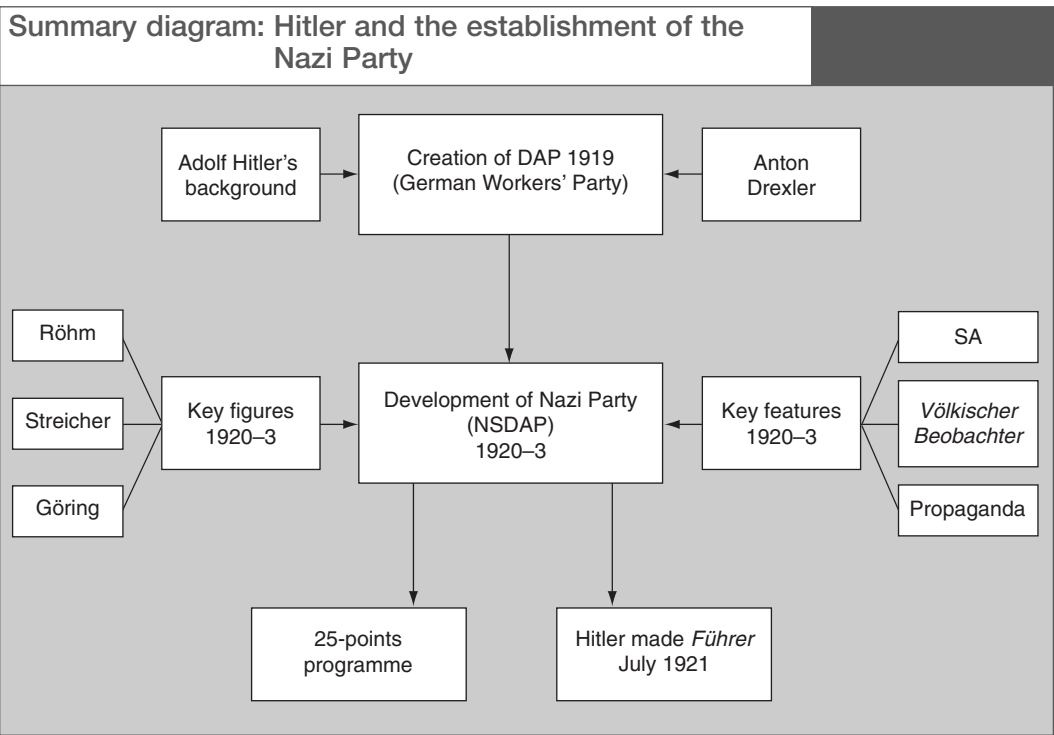 Summary diagram: Hitler and the establishment of the
Nazi Party
Adolf Hitler's
background
Creation of DAP 1919
(German Workers' Party)
Anton
Drexler
Röhm
Streicher
Göring
Key figures
1920–3
Development of Nazi Party
(NSDAP)
1920–3
Key features
1920–3
SA
Völkischer
Beobachter
Propaganda
25-points
programme
Hitler made Führer
July 1921